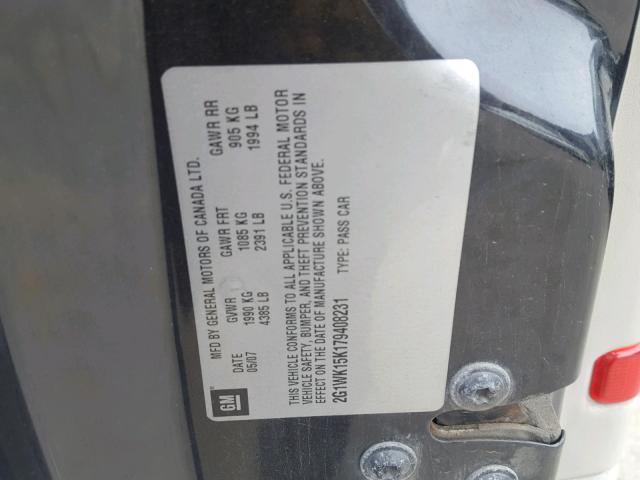 GM
MFD BY GENERAL MOTORS OF CANADA LTD.
DATE GVWR GAWR FRT GAWR RR
05/07 1990 KG 1085 KG 905 KG
4385 LB 2391 LB 1994 LB
THIS VEHICLE CONFORMS TO ALL APPLICABLE U.S. FEDERAL MOTOR
VEHICLE SAFETY, BUMPER, AND THEFT PREVENTION STANDARDS IN
EFFECT ON THE DATE OF MANUFACTURE SHOWN ABOVE.
2G1WK15K179408231 TYPE: PASS CAR